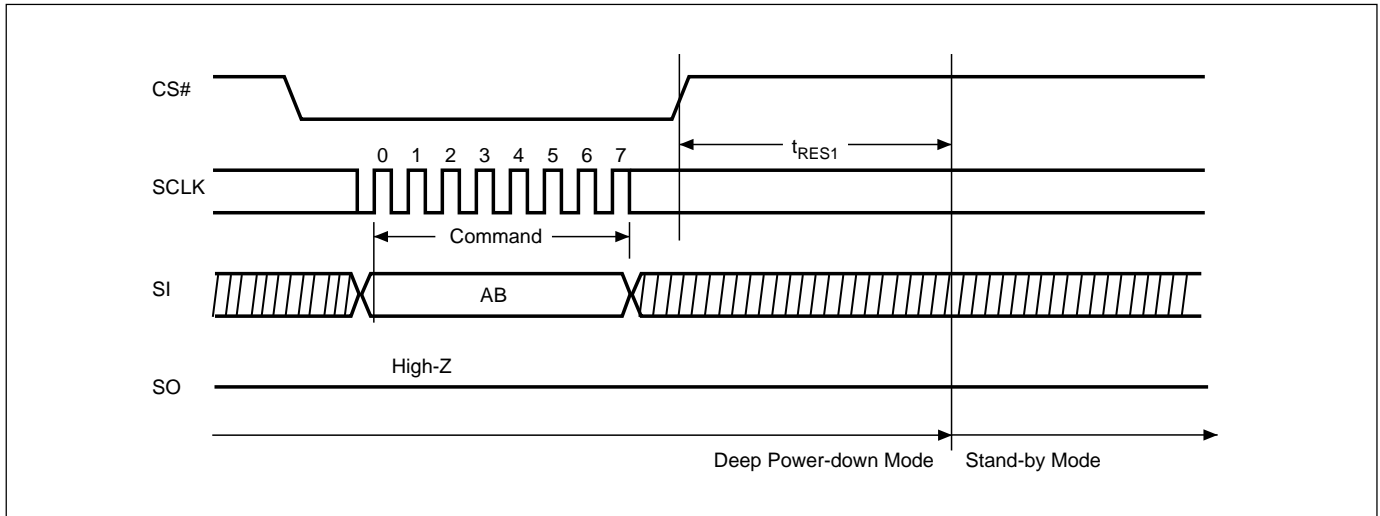 CS#
tRES1
0 1 2 3 4 5 6 7
SCLK
Command
SI
AB
High-Z
SO
Deep Power-down Mode
Stand-by Mode